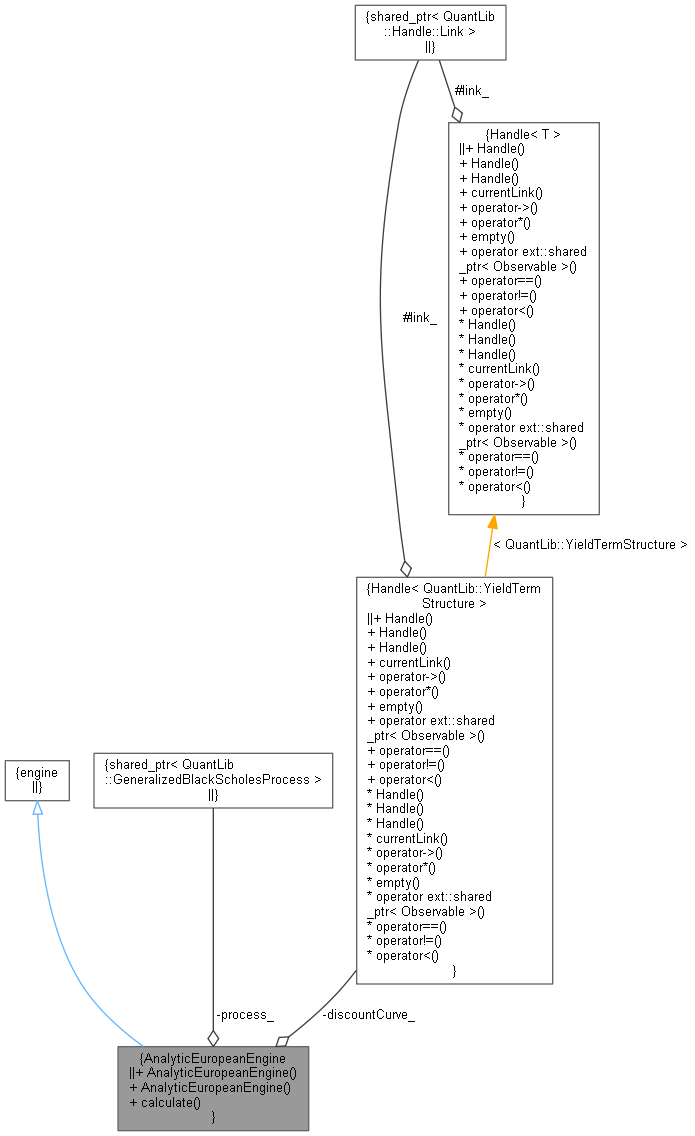 {shared_ptr< QuantLib
::Handle::Link >
||}
#link_
{Handle< T >
||+ Handle()
+ Handle()
+ Handle()
+ currentLink()
+ operator->()
+ operator*()
+ empty()
+ operator ext::shared
_ptr< Observable >()
+ operator==()
+ operator!=()
+ operator<()
* Handle()
* Handle()
* Handle()
* currentLink()
* operator->()
* operator*()
* empty()
* operator ext::shared
_ptr< Observable >()
* operator==()
* operator!=()
* operator<()
}
#link_
< QuantLib::YieldTermStructure >
{Handle< QuantLib::YieldTerm
Structure >
||+ Handle()
+ Handle()
+ Handle()
+ currentLink()
+ operator->()
+ operator*()
+ empty()
+ operator ext::shared
_ptr< Observable >()
+ operator==()
+ operator!=()
+ operator<()
* Handle()
* Handle()
* Handle()
* currentLink()
* operator->()
* operator*()
* empty()
* operator ext::shared
_ptr< Observable >()
* operator==()
* operator!=()
* operator<()
}
{engine
||}
{shared_ptr< QuantLib
::GeneralizedBlackScholesProcess >
||}
-process_
-discountCurve_
{AnalyticEuropeanEngine
||+ AnalyticEuropeanEngine()
+ AnalyticEuropeanEngine()
+ calculate()
}